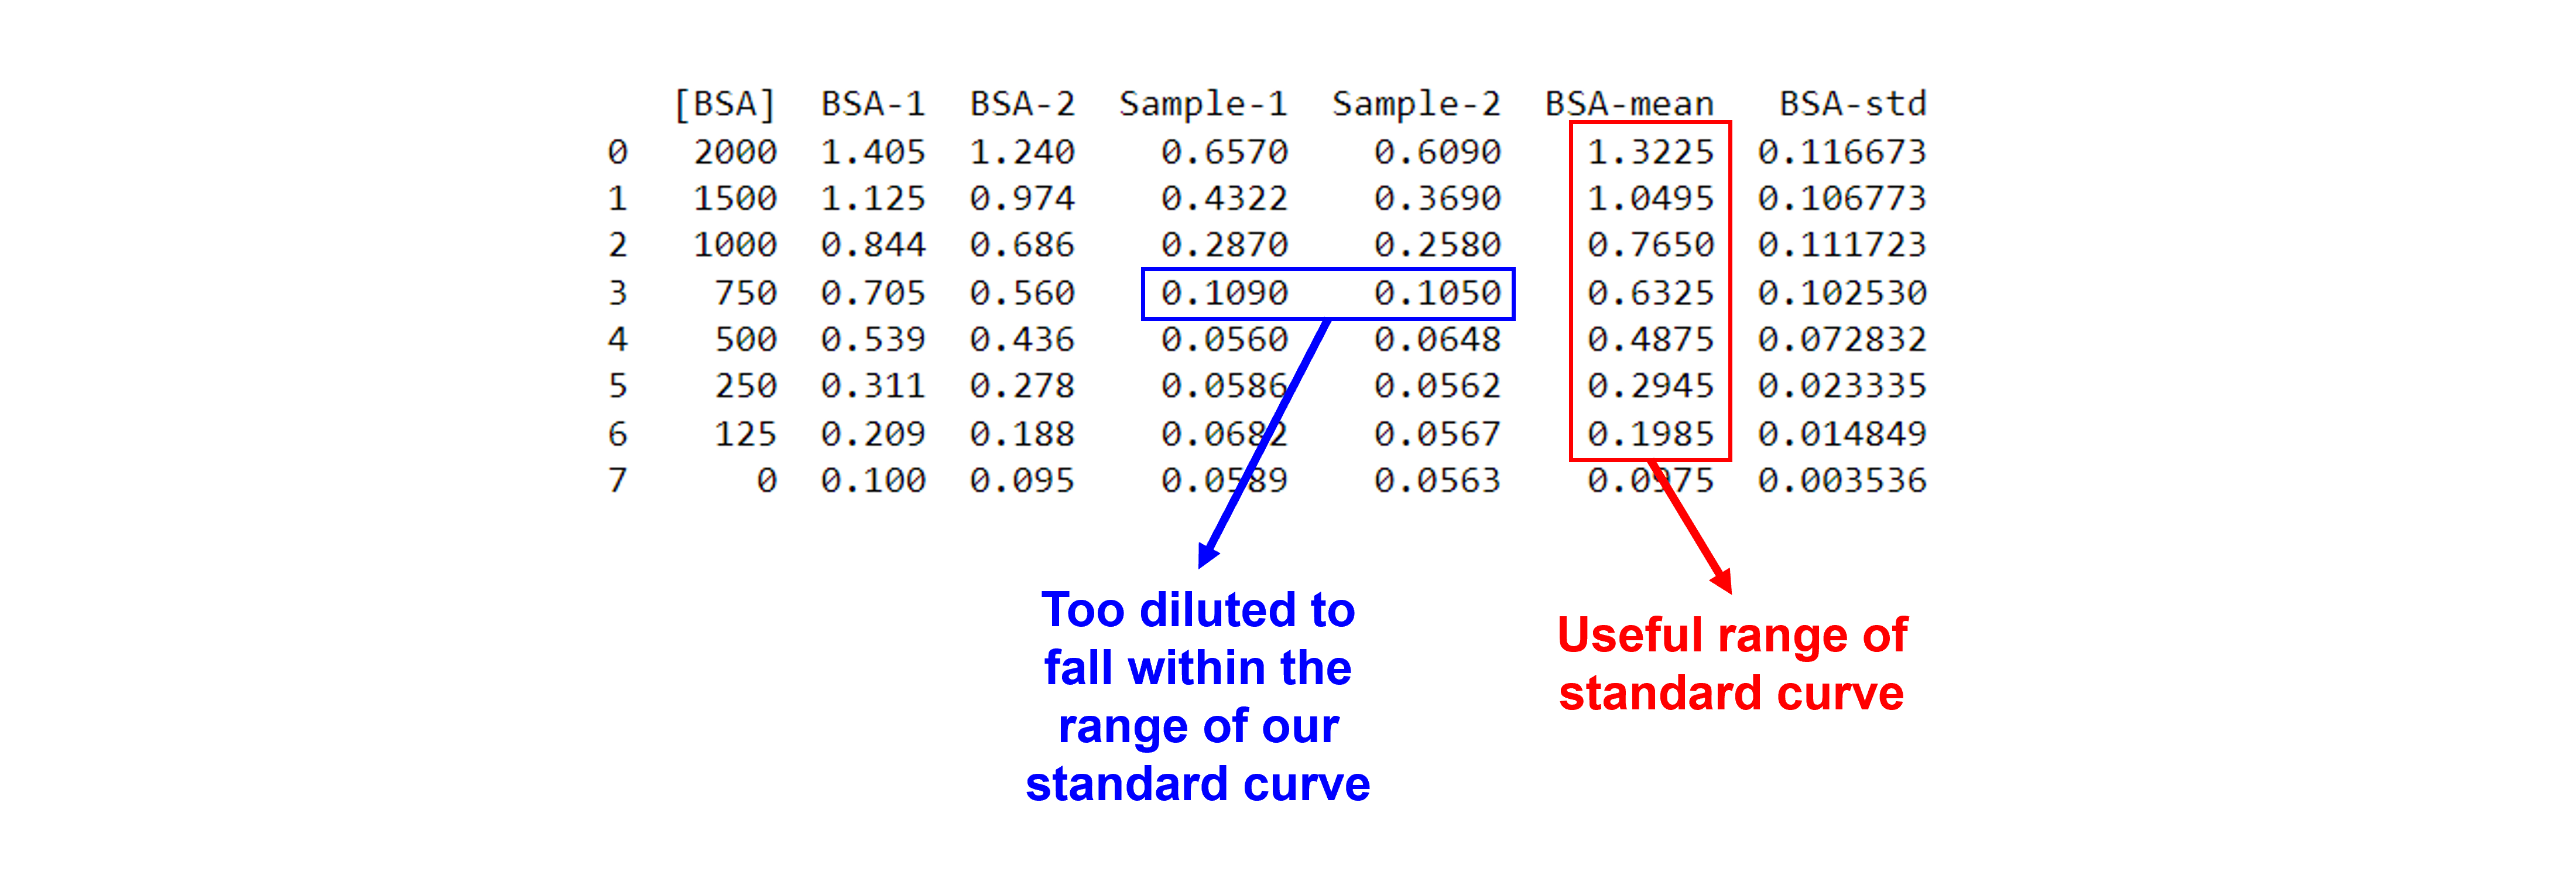 [BSA] BSA-1 BSA-2 Sample-1 Sample-2 BSA-mean BSA-std
0 2000 1.405 1.240 0.6570 0.6090 1.3225 0.116673
1 1500 1.125 0.974 0.4322 0.3690 1.0495 0.106773
2 1000 0.844 0.686 0.2870 0.2580 0.7650 0.111723
3 750 0.705 0.560 0.1090 0.1050 0.6325 0.102530
4 500 0.539 0.436 0.0560 0.0648 0.4875 0.072832
5 250 0.311 0.278 0.0586 0.0562 0.2945 0.023335
6 125 0.209 0.188 0.0682 0.0567 0.1985 0.014849
7 0 0.100 0.095 0.0589 0.0563 0.0975 0.003536
Too diluted to
fall within the
range of our
standard curve
Useful range of
standard curve